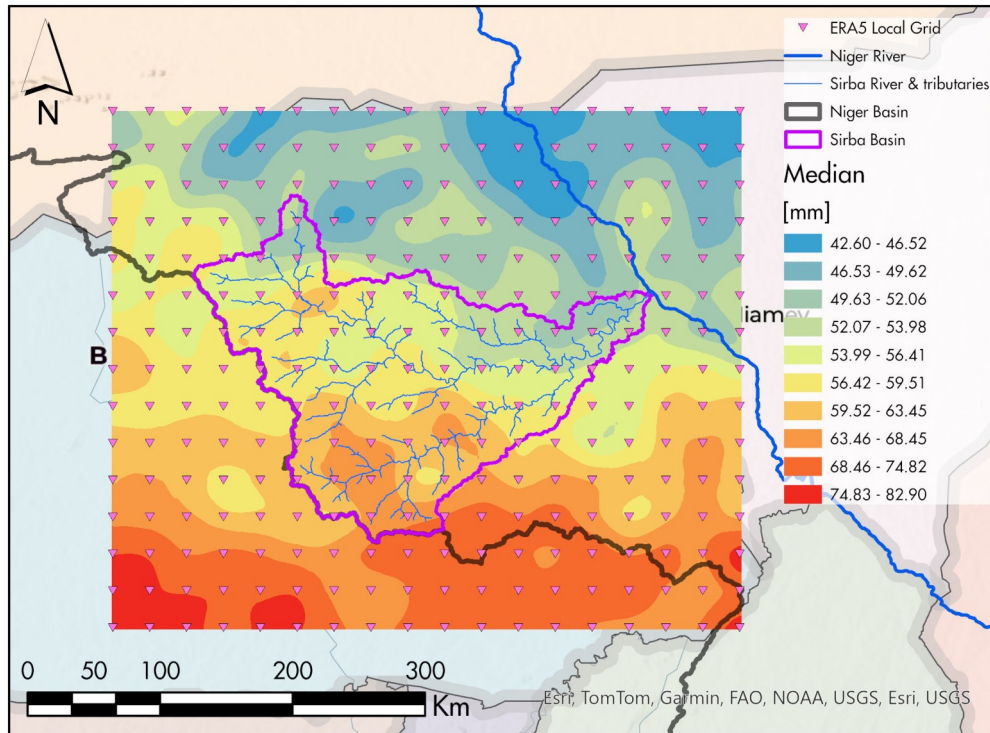 N
ERA5 Local Grid
Niger River
Sirba River & tributaries
Niger Basin
Sirba Basin
Median
[mm]
42.60 - 46.52
46.53 - 49.62
49.63 - 52.06
52.07 - 53.98
53.99 - 56.41
56.42 - 59.51
59.52 - 63.45
63.46 - 68.45
68.46 - 74.82
74.83 - 82.90
iamey
B
0 50 100 200 300
Km
Esri, TomTom, Garmin, FAO, NOAA, USGS, Esri, USGS